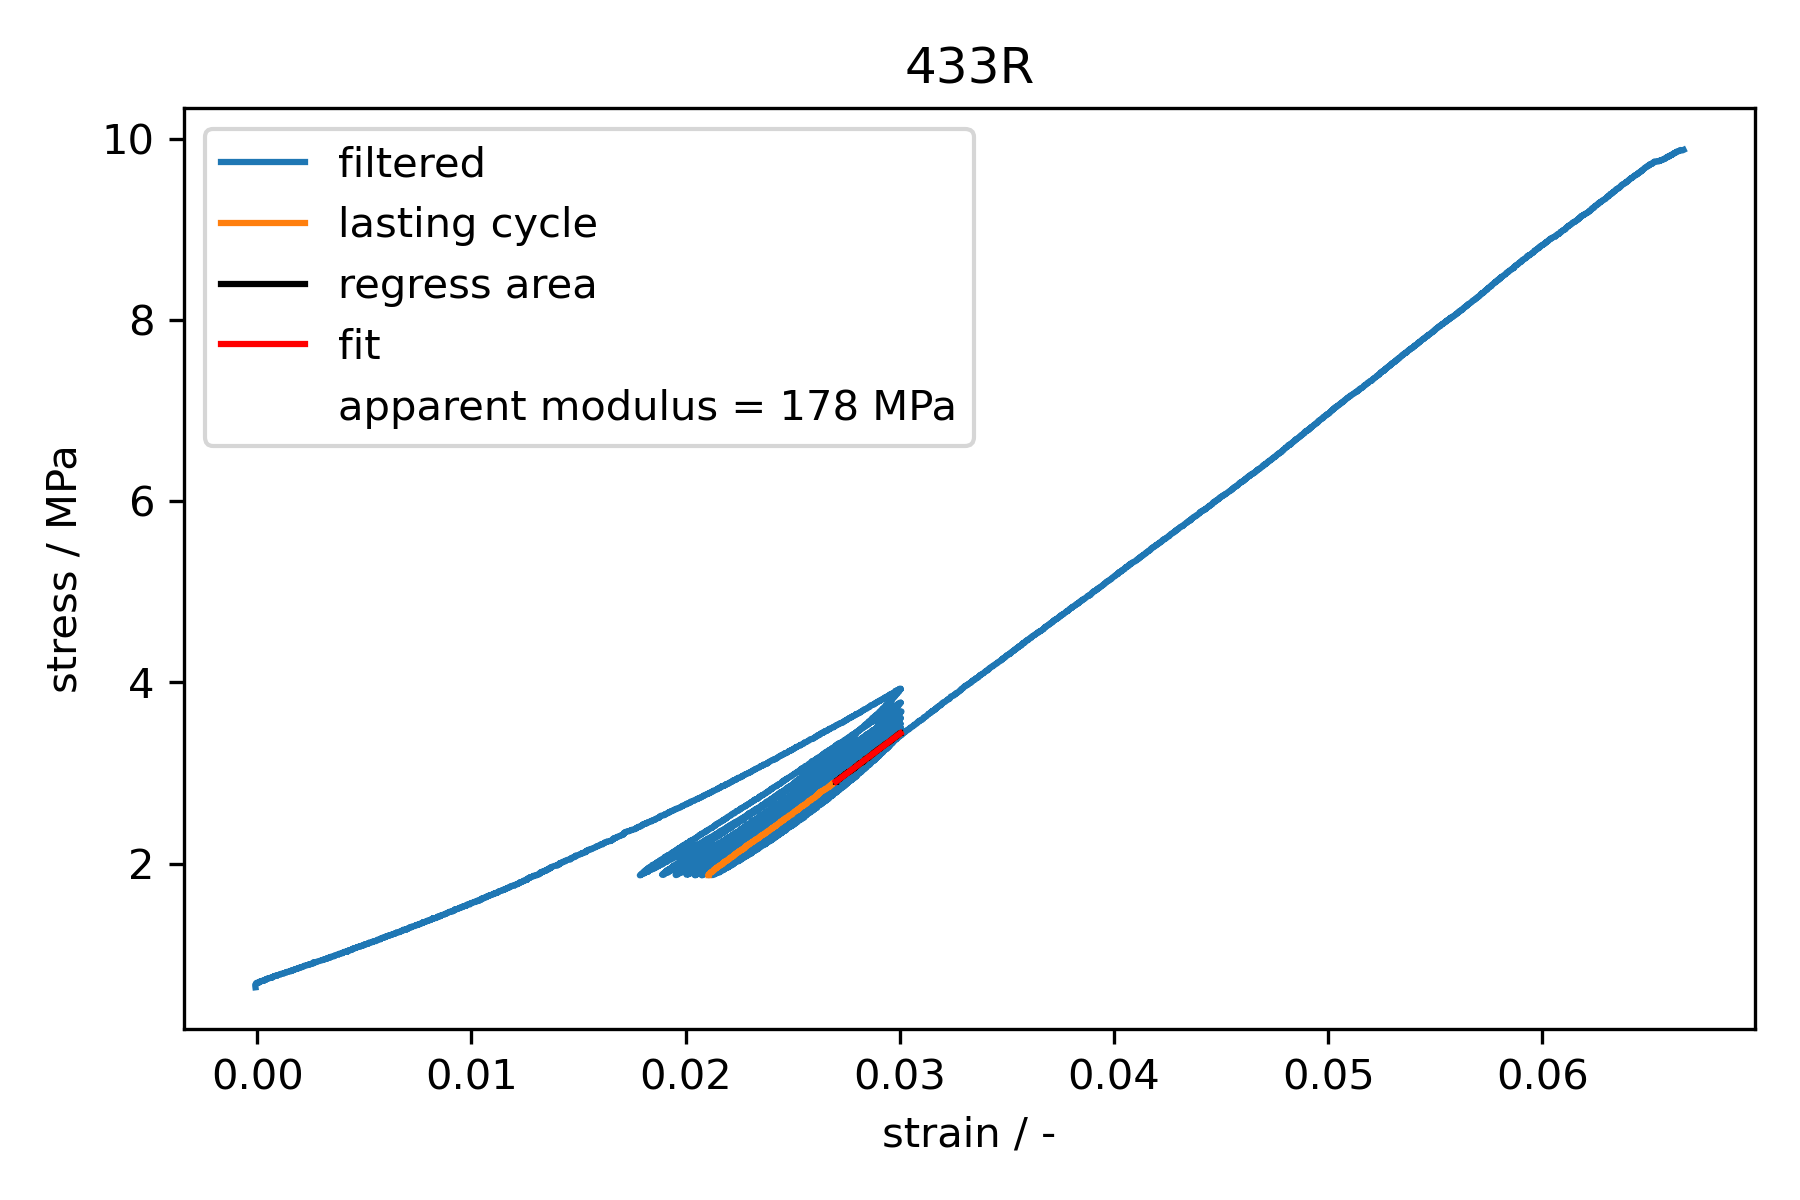 433R
10
8
6
4
2
stress / MPa
filtered
lasting cycle
regress area
fit
apparent modulus = 178 MPa
0.00 0.01 0.02 0.03 0.04 0.05 0.06
strain / -